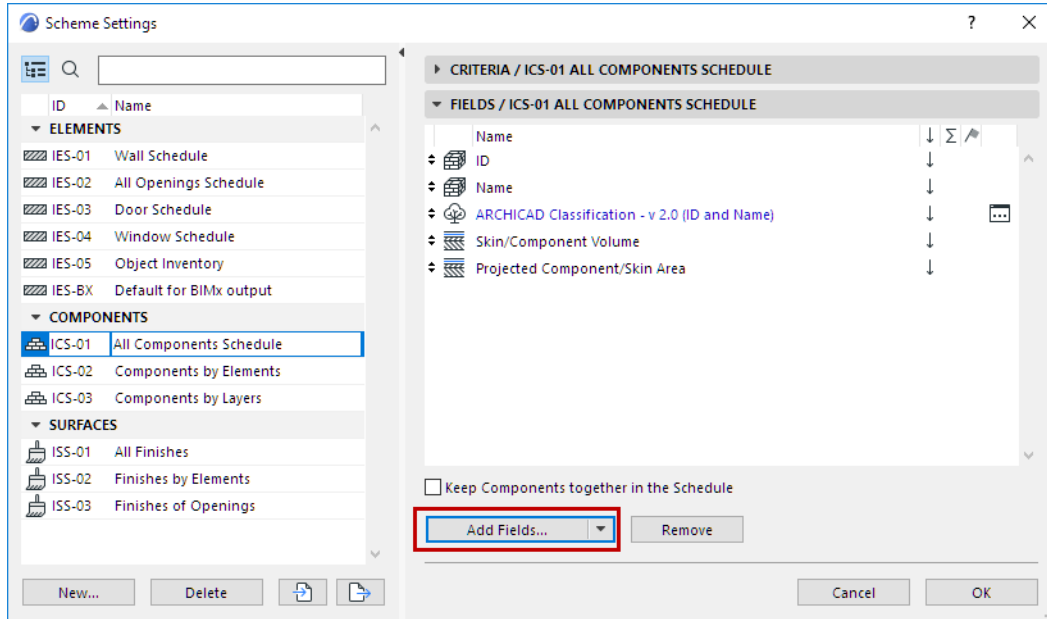 Scheme Settings
?
ID Name
ELEMENTS
IES-01 Wall Schedule
IES-02 All Openings Schedule
IES-03 Door Schedule
IES-04 Window Schedule
IES-05 Object Inventory
IES-BX Default for BIMx output
COMPONENTS
ICS-01 All Components Schedule
ICS-02 Components by Elements
ICS-03 Components by Layers
SURFACES
ISS-01 All Finishes
ISS-02 Finishes by Elements
ISS-03 Finishes of Openings
New... Delete
CRITERIA / ICS-01 ALL COMPONENTS SCHEDULE
FIELDS / ICS-01 ALL COMPONENTS SCHEDULE
Name ↓ Σ
ID ↓
Name ↓
ARCHICAD Classification - v 2.0 (ID and Name) ↓
Skin/Component Volume ↓
Projected Component/Skin Area ↓
Keep Components together in the Schedule
Add Fields... Remove
Cancel OK